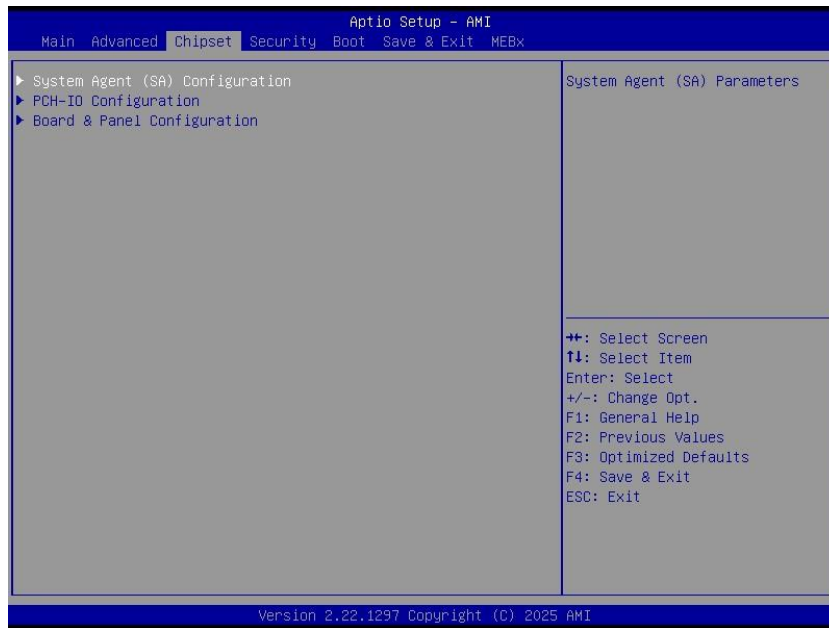 Aptio Setup - AMI
Main Advanced Chipset Security Boot Save & Exit MEBx
System Agent (SA) Configuration
PCH-IO Configuration
Board & Panel Configuration
System Agent (SA) Parameters
→←: Select Screen
↑↓: Select Item
Enter: Select
+/-: Change Opt.
F1: General Help
F2: Previous Values
F3: Optimized Defaults
F4: Save & Exit
ESC: Exit
Version 2.22.1297 Copyright (C) 2025 AMI